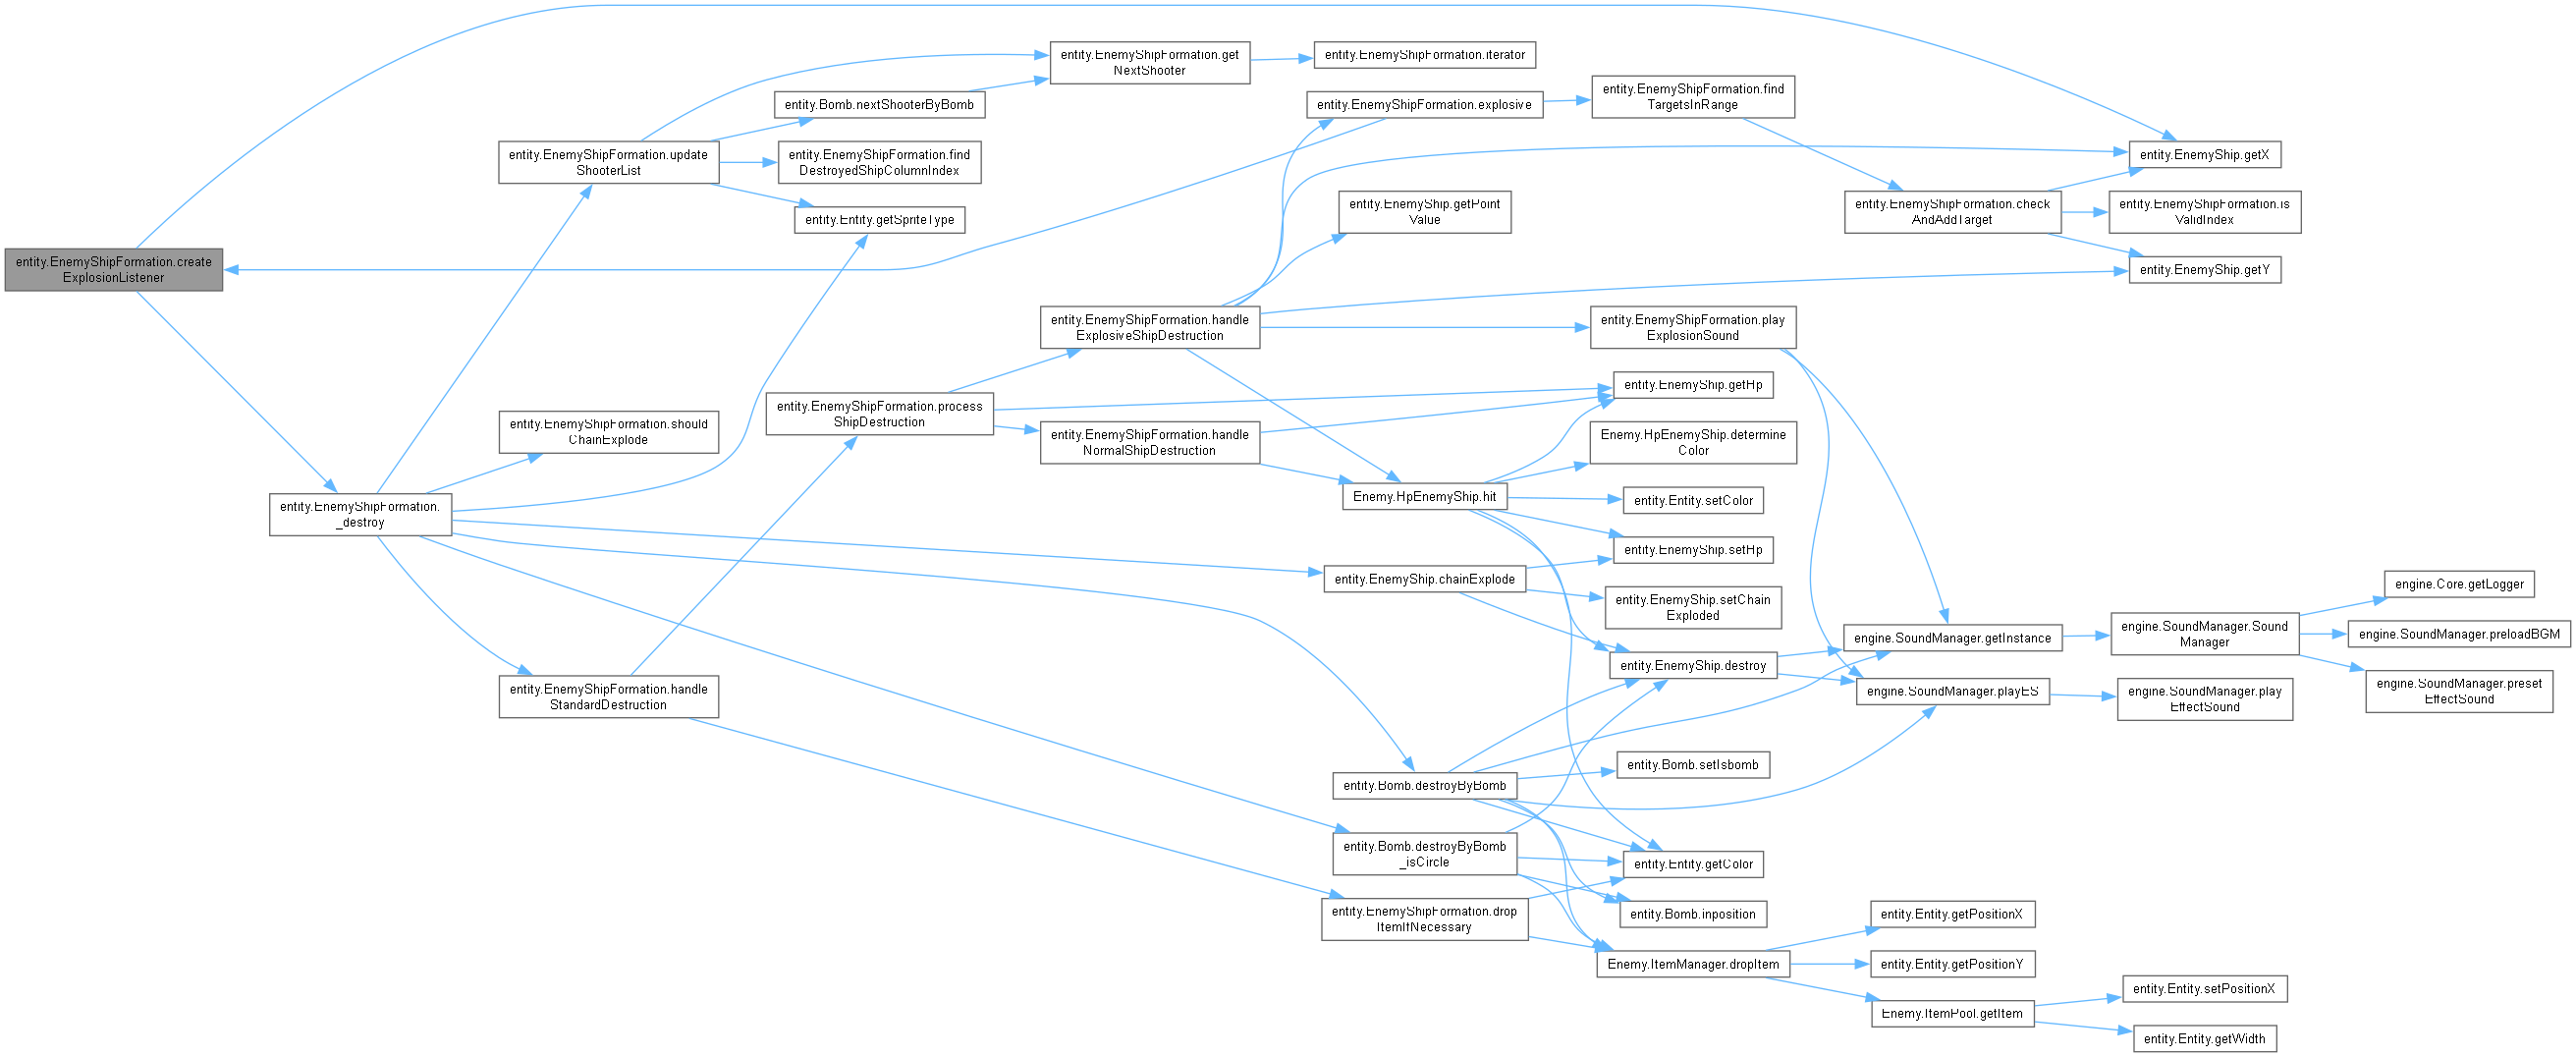 entity.EnemyShipFormation.create
ExplosionListener
entity.EnemyShipFormation.
_destroy
entity.EnemyShipFormation.update
ShooterList
entity.EnemyShipFormation.should
ChainExplode
entity.EnemyShipFormation.handle
StandardDestruction
entity.Bomb.nextShooterByBomb
entity.EnemyShipFormation.find
DestroyedShipColumnIndex
entity.Entity.getSpriteType
entity.EnemyShipFormation.process
ShipDestruction
entity.EnemyShipFormation.get
NextShooter
entity.EnemyShipFormation.handle
ExplosiveShipDestruction
entity.EnemyShipFormation.handle
NormalShipDestruction
entity.EnemyShipFormation.iterator
entity.EnemyShipFormation.explosive
entity.EnemyShip.getPoint
Value
Enemy.HpEnemyShip.hit
entity.EnemyShip.chainExplode
entity.Bomb.destroyByBomb
entity.Bomb.destroyByBomb
_isCircle
entity.EnemyShipFormation.drop
ItemIfNecessary
entity.EnemyShipFormation.find
TargetsInRange
entity.EnemyShipFormation.play
ExplosionSound
entity.EnemyShip.getHp
Enemy.HpEnemyShip.determine
Color
entity.Entity.setColor
entity.EnemyShip.setHp
entity.EnemyShip.setChain
Exploded
entity.EnemyShip.destroy
entity.Bomb.setIsbomb
entity.Entity.getColor
entity.Bomb.inposition
Enemy.ItemManager.dropItem
entity.EnemyShipFormation.check
AndAddTarget
engine.SoundManager.getInstance
engine.SoundManager.playES
entity.Entity.getPositionX
entity.Entity.getPositionY
Enemy.ItemPool.getItem
entity.EnemyShip.getX
entity.EnemyShipFormation.is
ValidIndex
entity.EnemyShip.getY
engine.SoundManager.Sound
Manager
engine.SoundManager.play
EffectSound
entity.Entity.setPositionX
entity.Entity.getWidth
engine.Core.getLogger
engine.SoundManager.preloadBGM
engine.SoundManager.preset
EffectSound